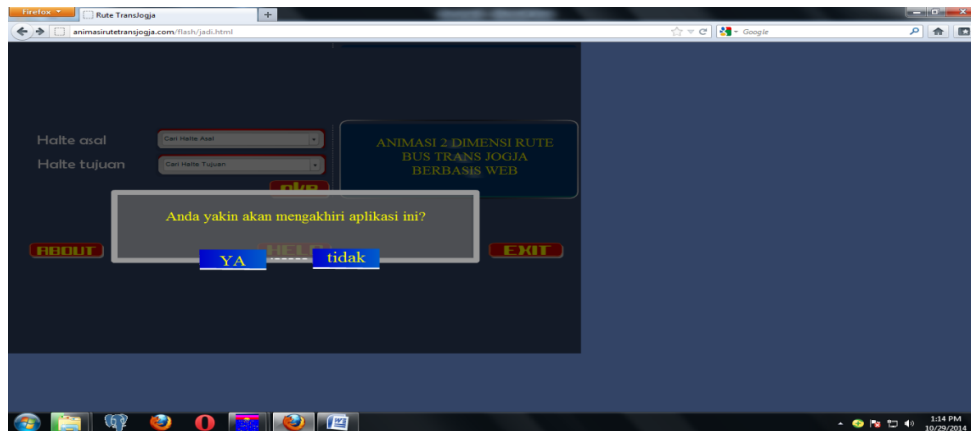 Firefox
Rute TransJogja
animasirutetransjogja.com/flash/jadi.html
Google
Halte asal
Cari Halte Asal
Halte tujuan
Cari Halte Tujuan
ANIMASI 2 DIMENSI RUTE
BUS TRANS JOGJA
BERBASIS WEB
Anda yakin akan mengakhiri aplikasi ini?
ABOUT
HELP
EXIT
YA
tidak
1:14 PM
10/29/2014